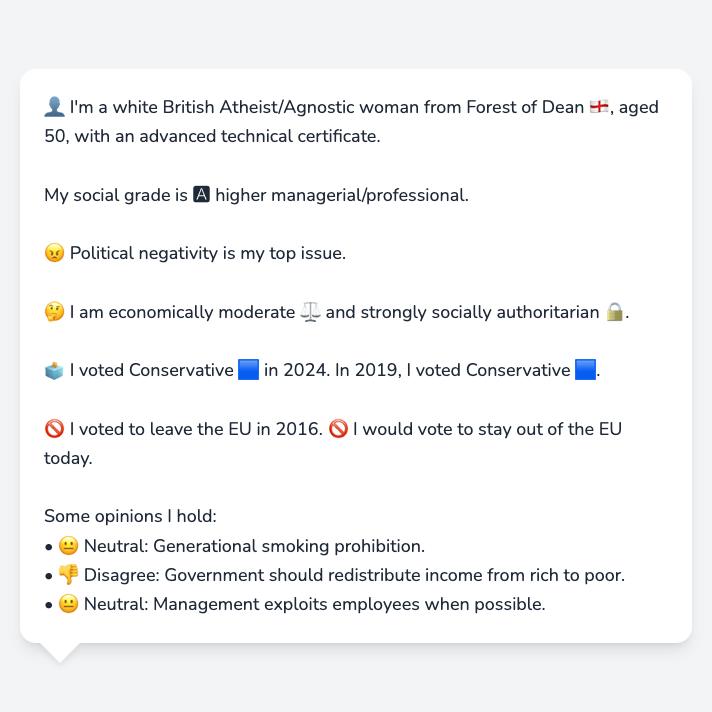 👤 I'm a white British Atheist/Agnostic woman from Forest of Dean 🏴󠁧󠁢󠁥󠁮󠁧󠁿, aged
50, with an advanced technical certificate.
My social grade is 🅰 higher managerial/professional.
😠 Political negativity is my top issue.
🤔 I am economically moderate ⚖️ and strongly socially authoritarian 🔒.
🗳️ I voted Conservative 🟦 in 2024. In 2019, I voted Conservative 🟦.
🚫 I voted to leave the EU in 2016. 🚫 I would vote to stay out of the EU
today.
Some opinions I hold:
• 😐 Neutral: Generational smoking prohibition.
• 👎 Disagree: Government should redistribute income from rich to poor.
• 😐 Neutral: Management exploits employees when possible.